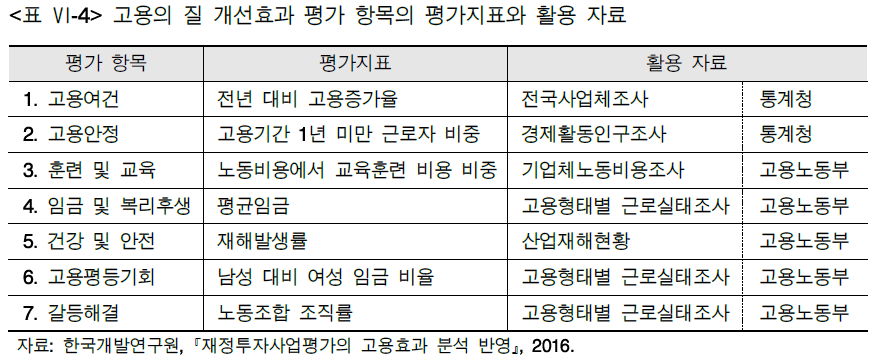 <표 Ⅵ-4> 고용의 질 개선효과 평가 항목의 평가지표와 활용 자료
평가 항목 평가지표 활용 자료
1. 고용여건 전년 대비 고용증가율 전국사업체조사 통계청
2. 고용안정 고용기간 1년 미만 근로자 비중 경제활동인구조사 통계청
3. 훈련 및 교육 노동비용에서 교육훈련 비용 비중 기업체노동비용조사 고용노동부
4. 임금 및 복리후생 평균임금 고용형태별 근로실태조사 고용노동부
5. 건강 및 안전 재해발생률 산업재해현황 고용노동부
6. 고용평등기회 남성 대비 여성 임금 비율 고용형태별 근로실태조사 고용노동부
7. 갈등해결 노동조합 조직률 고용형태별 근로실태조사 고용노동부
자료: 한국개발연구원, 『재정투자사업평가의 고용효과 분석 반영』, 2016.